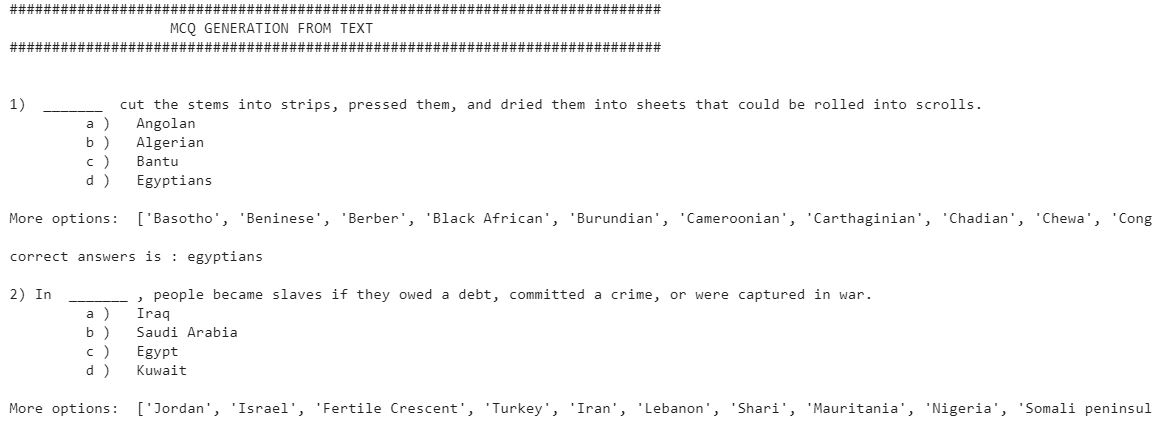 #############################################################################
MCQ GENERATION FROM TEXT
#############################################################################
1) _______ cut the stems into strips, pressed them, and dried them into sheets that could be rolled into scrolls.
a ) Angolan
b ) Algerian
c ) Bantu
d ) Egyptians
More options: ['Basotho', 'Beninese', 'Berber', 'Black African', 'Burundian', 'Cameroonian', 'Carthaginian', 'Chadian', 'Chewa', 'Cong
correct answers is : egyptians
2) In _______ , people became slaves if they owed a debt, committed a crime, or were captured in war.
a ) Iraq
b ) Saudi Arabia
c ) Egypt
d ) Kuwait
More options: ['Jordan', 'Israel', 'Fertile Crescent', 'Turkey', 'Iran', 'Lebanon', 'Shari', 'Mauritania', 'Nigeria', 'Somali peninsul